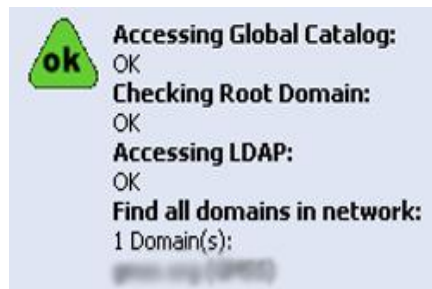 ok
Accessing Global Catalog:
OK
Checking Root Domain:
OK
Accessing LDAP:
OK
Find all domains in network:
1 Domain(s):